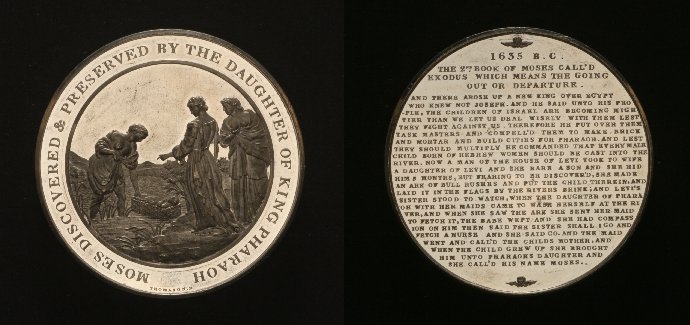 MOSES DISCOVERED & PRESERVED BY THE DAUGHTER OF KING PHARAOH
1635 B.C.
THE 2ND BOOK OF MOSES CALL'D
EXODUS WHICH MEANS THE GOING
OUT OR DEPARTURE.
AND THERE AROSE UP A NEW KING OVER EGYPT
WHO KNEW NOT JOSEPH. AND HE SAID UNTO HIS PEO
PLE, THE CHILDREN OF ISRAEL ARE BECOMING MIGH
TIER THAN WE LET US DEAL WISELY WITH THEM LEST
THEY FIGHT AGAINST US. THEREFORE HE PUT OVER THEM
TASK MASTERS AND COMPELL'D THEM TO MAKE BRICK
AND MORTAR AND BUILD CITIES FOR PHARAOH. AND LEST
THEY SHOULD MULTIPLY HE COMMANDED THAT EVERY MALE
CHILD BORN OF HEBREW WOMEN SHOULD BE CAST INTO THE
RIVER. NOW A MAN OF THE HOUSE OF LEVI TOOK TO WIFE
A DAUGHTER OF LEVI AND SHE BARE A SON AND SHE HID
HIM 3 MONTHS, BUT FEARING TO BE DISCOVER'D, SHE MADE
AN ARK OF BULL RUSHES AND PUT THE CHILD THEREIN; AND
LAID IT IN THE FLAGS BY THE RIVERS BRINK; AND LEVI'S
SISTER STOOD TO WATCH, WHEN THE DAUGHTER OF PHARA
OH WITH HER MAIDS CAME TO WASH HERSELF AT THE RI
VER, AND WHEN SHE SAW THE ARK SHE SENT HER MAID
TO FETCH IT, THE BABE WEPT. AND SHE HAD COMPASS
ION ON HIM THEN SAID THE SISTER SHALL I GO AND
FETCH A NURSE AND SHE SAID GO. AND THE MAID
WENT AND CALL'D THE CHILDS MOTHER. AND
WHEN THE CHILD GREW UP SHE BROUGHT
HIM UNTO PHARAOHS DAUGHTER AND
SHE CALL'D HIS NAME MOSES.